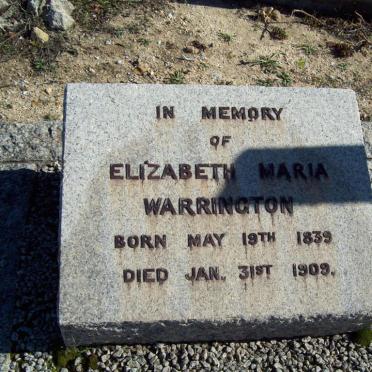 IN MEMORY
OF
ELIZABETH MARIA
WARRINGTON
BORN MAY 19TH 1839
DIED JAN. 31ST 1909.